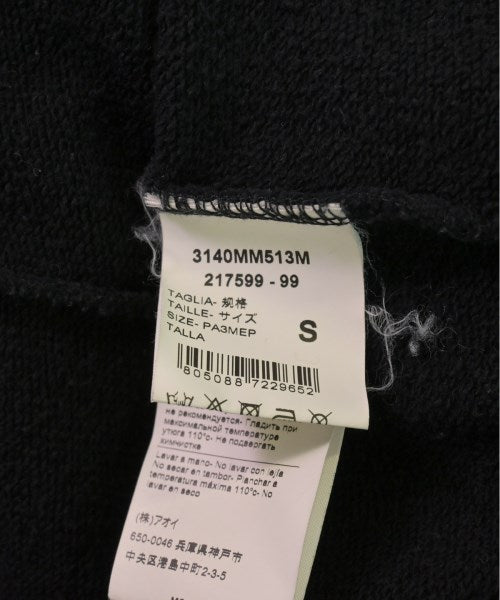 3140MM513M
217599 - 99
TAGLIA- 规格
TAILLE- サイズ
SIZE- РАЗМЕР
TALLA
S
805088 7229652
не рекомендуется- Гладить при
максимальной температуре
утюга 110°C- Не подвергать
химчистке
Lavar a mano- No lavar con lejía
No secar en tambor- Planchar a
temperatura máxima 110°C- No
lavar en seco
(株)アオイ
650-0046 兵庫県神戸市
中央区港島中町2-3-5